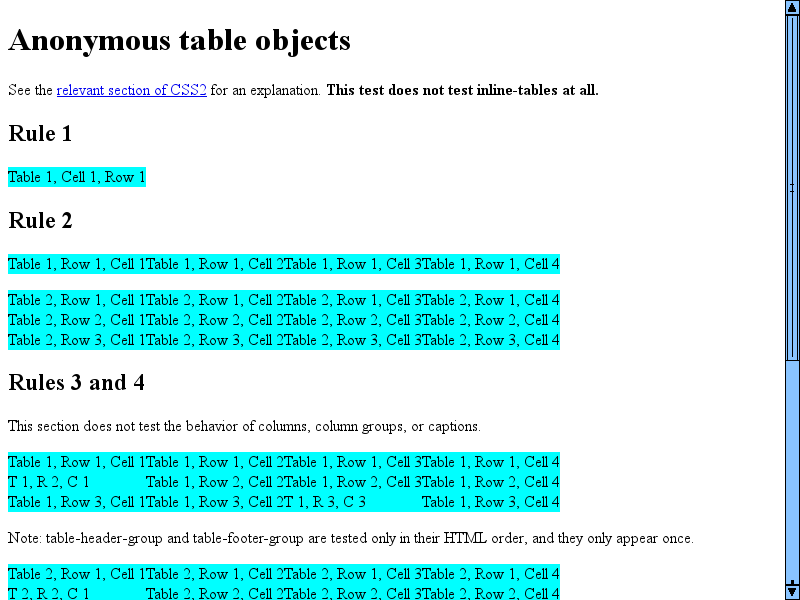 Anonymous table objects
See the relevant section of CSS2 for an explanation. This test does not test inline-tables at all.
Rule 1
Table 1, Cell 1, Row 1
Rule 2
Table 1, Row 1, Cell 1Table 1, Row 1, Cell 2Table 1, Row 1, Cell 3Table 1, Row 1, Cell 4
Table 2, Row 1, Cell 1Table 2, Row 1, Cell 2Table 2, Row 1, Cell 3Table 2, Row 1, Cell 4
Table 2, Row 2, Cell 1Table 2, Row 2, Cell 2Table 2, Row 2, Cell 3Table 2, Row 2, Cell 4
Table 2, Row 3, Cell 1Table 2, Row 3, Cell 2Table 2, Row 3, Cell 3Table 2, Row 3, Cell 4
Rules 3 and 4
This section does not test the behavior of columns, column groups, or captions.
Table 1, Row 1, Cell 1Table 1, Row 1, Cell 2Table 1, Row 1, Cell 3Table 1, Row 1, Cell 4
T 1, R 2, C 1 Table 1, Row 2, Cell 2Table 1, Row 2, Cell 3Table 1, Row 2, Cell 4
Table 1, Row 3, Cell 1Table 1, Row 3, Cell 2T 1, R 3, C 3 Table 1, Row 3, Cell 4
Note: table-header-group and table-footer-group are tested only in their HTML order, and they only appear once.
Table 2, Row 1, Cell 1Table 2, Row 1, Cell 2Table 2, Row 1, Cell 3Table 2, Row 1, Cell 4
T 2, R 2, C 1 Table 2, Row 2, Cell 2Table 2, Row 2, Cell 3Table 2, Row 2, Cell 4